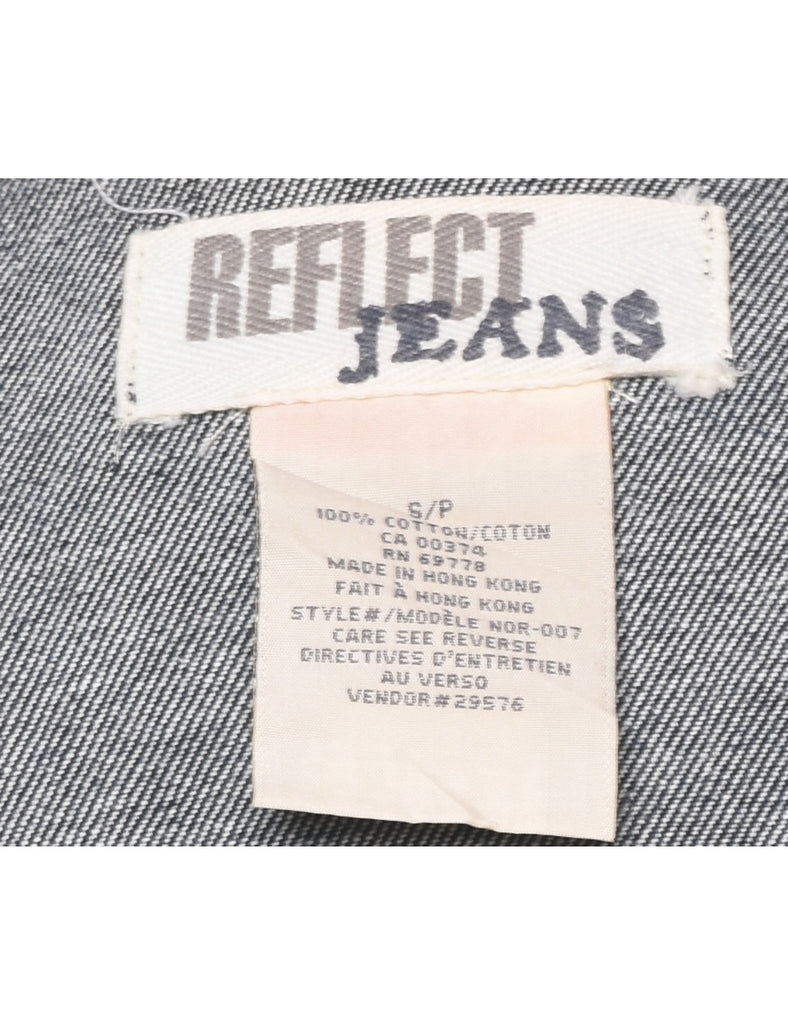 REFLECT
JEANS
S/P
100% COTTON/COTON
CA 00374
RN 69778
MADE IN HONG KONG
FAIT À HONG KONG
STYLE#/MODÈLE NOR-007
CARE SEE REVERSE
DIRECTIVES D'ENTRETIEN
AU VERSO
VENDOR#29576